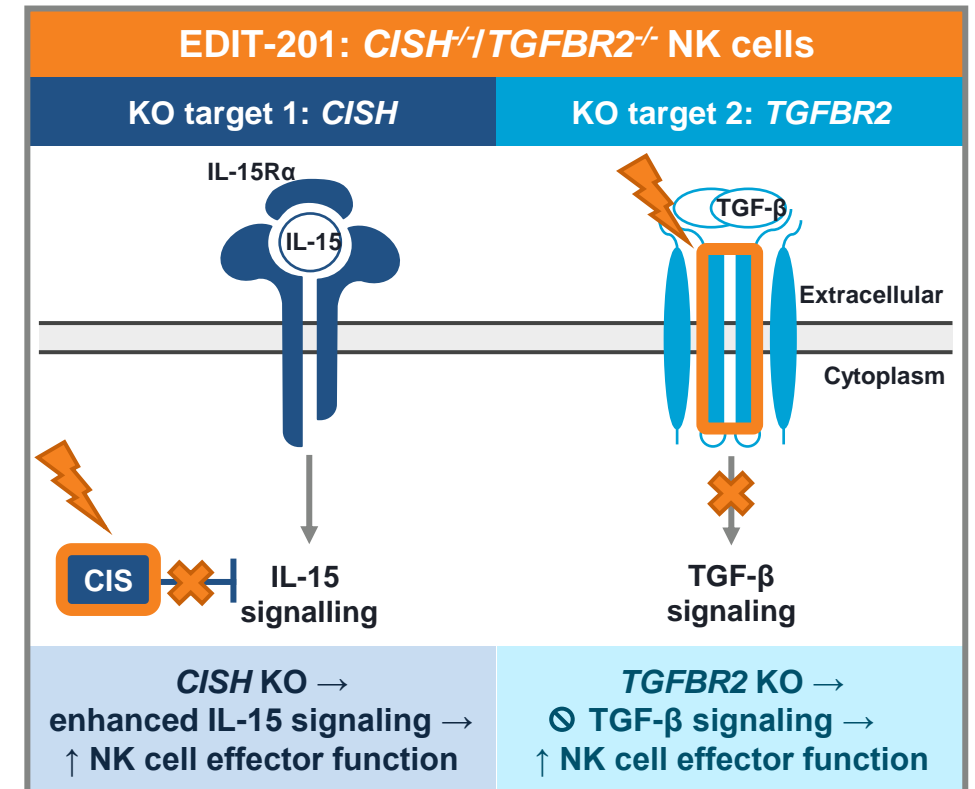 EDIT-201: CISH-/-/TGFBR2-/- NK cells
KO target 1: CISH
KO target 2: TGFBR2
IL-15Rα
IL-15
TGF-β
Extracellular
Cytoplasm
CIS
IL-15
signalling
TGF-β
signaling
CISH KO →
enhanced IL-15 signaling →
↑ NK cell effector function
TGFBR2 KO →
🛇 TGF-β signaling →
↑ NK cell effector function